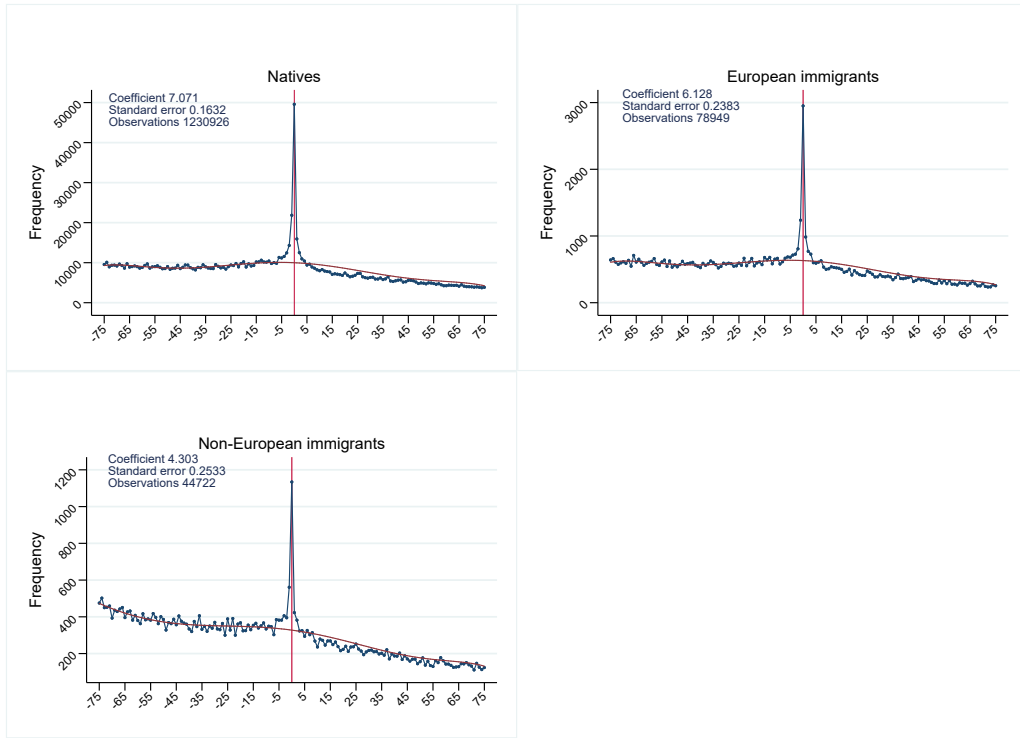 Natives
Coefficient 7.071
Standard error 0.1632
Observations 1230926
Frequency
50000
40000
30000
20000
10000
0
-75 -65 -55 -45 -35 -25 -15 -5 5 15 25 35 45 55 65 75
European immigrants
Coefficient 6.128
Standard error 0.2383
Observations 78949
Frequency
3000
2000
1000
0
-75 -65 -55 -45 -35 -25 -15 -5 5 15 25 35 45 55 65 75
Non-European immigrants
Coefficient 4.303
Standard error 0.2533
Observations 44722
Frequency
1200
1000
800
600
400
200
-75 -65 -55 -45 -35 -25 -15 -5 5 15 25 35 45 55 65 75